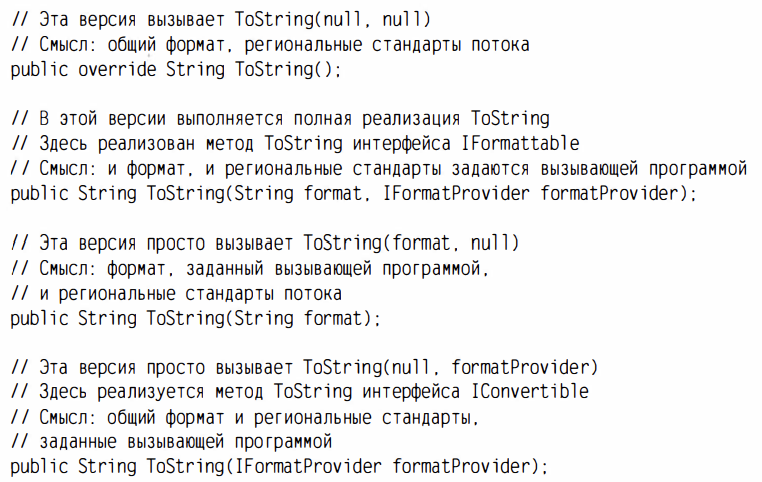 // Эта версия вызывает ToString(null, null)
// Смысл: общий формат, региональные стандарты потока
public override String ToString();
// В этой версии выполняется полная реализация ToString
// Здесь реализован метод ToString интерфейса IFormattable
// Смысл: и формат, и региональные стандарты задаются вызывающей программой
public String ToString(String format, IFormatProvider formatProvider);
// Эта версия просто вызывает ToString(format, null)
// Смысл: формат, заданный вызывающей программой,
// и региональные стандарты потока
public String ToString(String format);
// Эта версия просто вызывает ToString(null, formatProvider)
// Здесь реализуется метод ToString интерфейса IConvertible
// Смысл: общий формат и региональные стандарты,
// заданные вызывающей программой
public String ToString(IFormatProvider formatProvider);